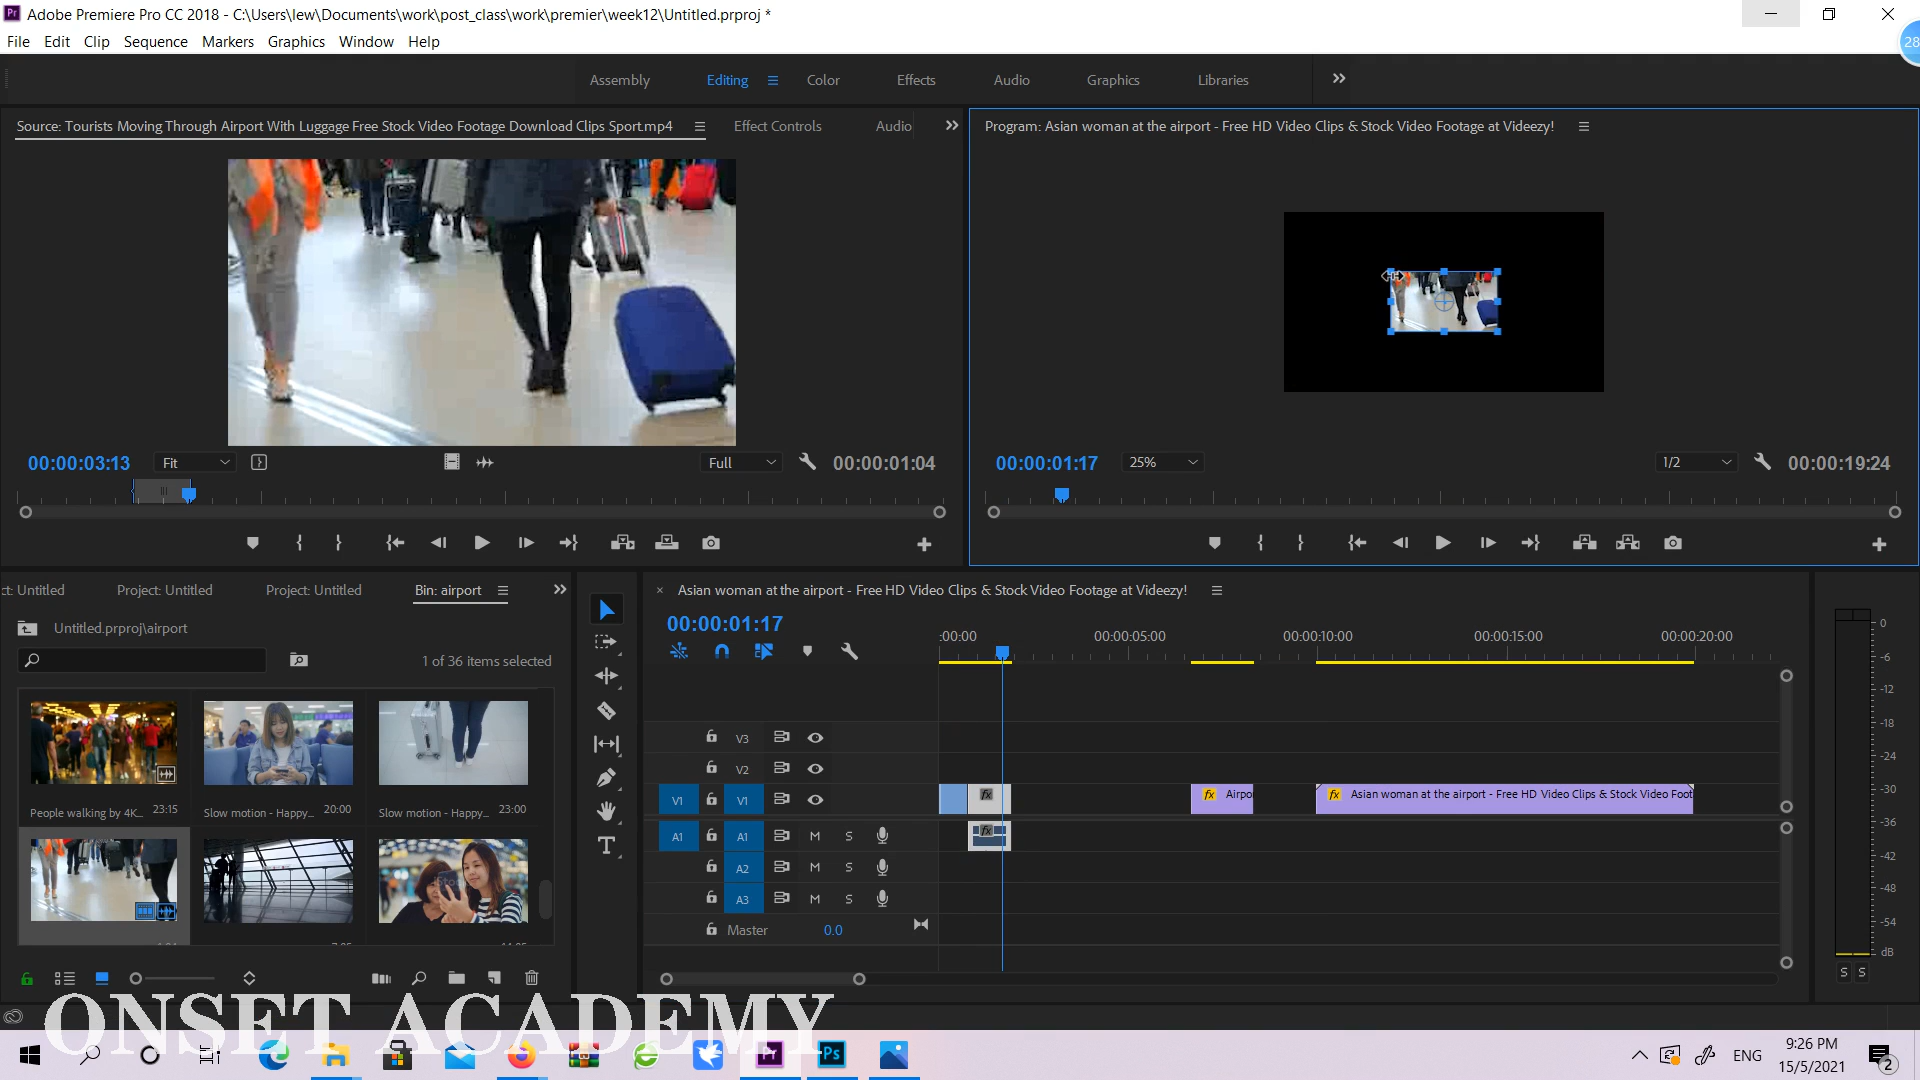 Adobe Premiere Pro CC 2018 - C:\Users\lew\Documents\work\post_class\work\premier\week12\Untitled.prproj *
File Edit Clip Sequence Markers Graphics Window Help
28
Assembly Editing Color Effects Audio Graphics Libraries
Source: Tourists Moving Through Airport With Luggage Free Stock Video Footage Download Clips Sport.mp4
Effect Controls
Audio
Program: Asian woman at the airport - Free HD Video Clips & Stock Video Footage at Videezy!
00:00:03:13 Fit Full 00:00:01:04
00:00:01:17 25% 1/2 00:00:19:24
ct: Untitled Project: Untitled Project: Untitled Bin: airport
Untitled.prproj\airport
1 of 36 items selected
People walking by 4K... 23:15
Slow motion - Happy... 20:00
Slow motion - Happy... 23:00
× Asian woman at the airport - Free HD Video Clips & Stock Video Footage at Videezy!
00:00:01:17
:00:00 00:00:05:00 00:00:10:00 00:00:15:00 00:00:20:00
V3
V2
V1 V1 fx fx Airpo fx Asian woman at the airport - Free HD Video Clips & Stock Video Foot
A1 A1 M S fx
A2 M S
A3 M S
Master 0.0
0
-6
-12
-18
-24
-30
-36
-42
-48
-54
dB
S S
ONSET ACADEMY
Pr Ps
ENG
9:26 PM
15/5/2021
2